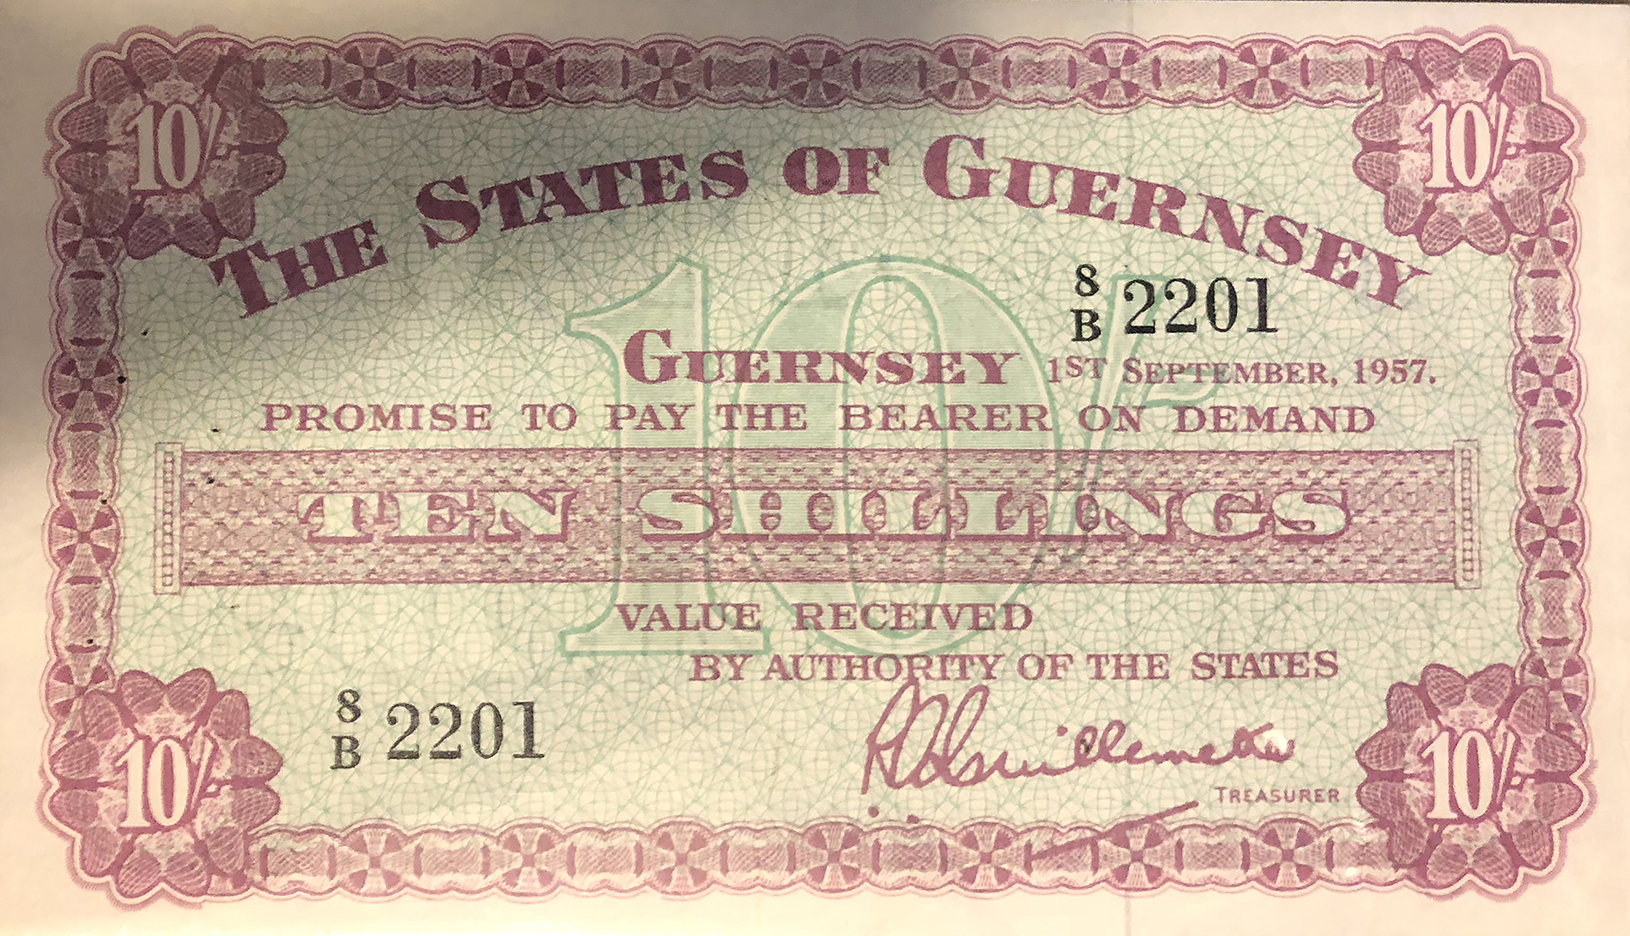 10/-
10/-
THE STATES OF GUERNSEY
10/-
8/B 2201
GUERNSEY 1ST SEPTEMBER, 1957.
PROMISE TO PAY THE BEARER ON DEMAND
TEN SHILLINGS
VALUE RECEIVED
BY AUTHORITY OF THE STATES
8/B 2201
TREASURER
10/-
10/-